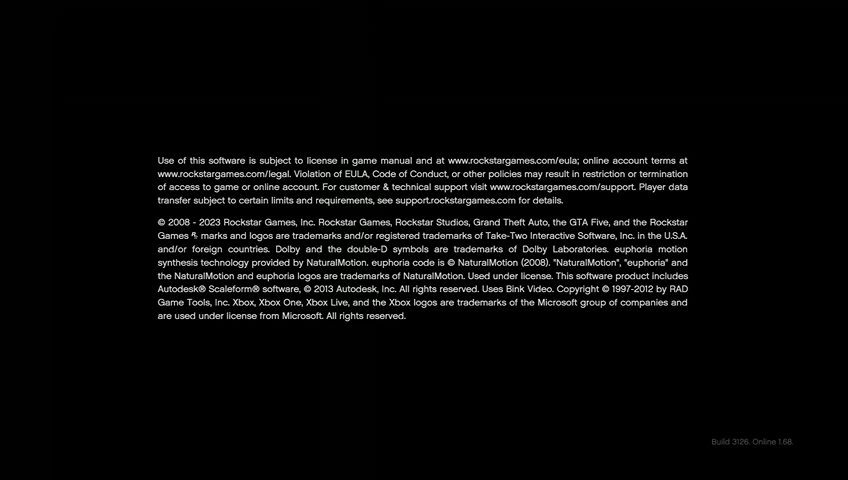 Use of this software is subject to license in game manual and at www.rockstargames.com/eula; online account terms at
www.rockstargames.com/legal. Violation of EULA, Code of Conduct, or other policies may result in restriction or termination
of access to game or online account. For customer & technical support visit www.rockstargames.com/support. Player data
transfer subject to certain limits and requirements, see support.rockstargames.com for details.
© 2008 - 2023 Rockstar Games, Inc. Rockstar Games, Rockstar Studios, Grand Theft Auto, the GTA Five, and the Rockstar
Games R* marks and logos are trademarks and/or registered trademarks of Take-Two Interactive Software, Inc. in the U.S.A.
and/or foreign countries. Dolby and the double-D symbols are trademarks of Dolby Laboratories. euphoria motion
synthesis technology provided by NaturalMotion. euphoria code is © NaturalMotion (2008). "NaturalMotion", "euphoria" and
the NaturalMotion and euphoria logos are trademarks of NaturalMotion. Used under license. This software product includes
Autodesk® Scaleform® software, © 2013 Autodesk, Inc. All rights reserved. Uses Bink Video. Copyright © 1997-2012 by RAD
Game Tools, Inc. Xbox, Xbox One, Xbox Live, and the Xbox logos are trademarks of the Microsoft group of companies and
are used under license from Microsoft. All rights reserved.
Build 3126. Online 1.68.